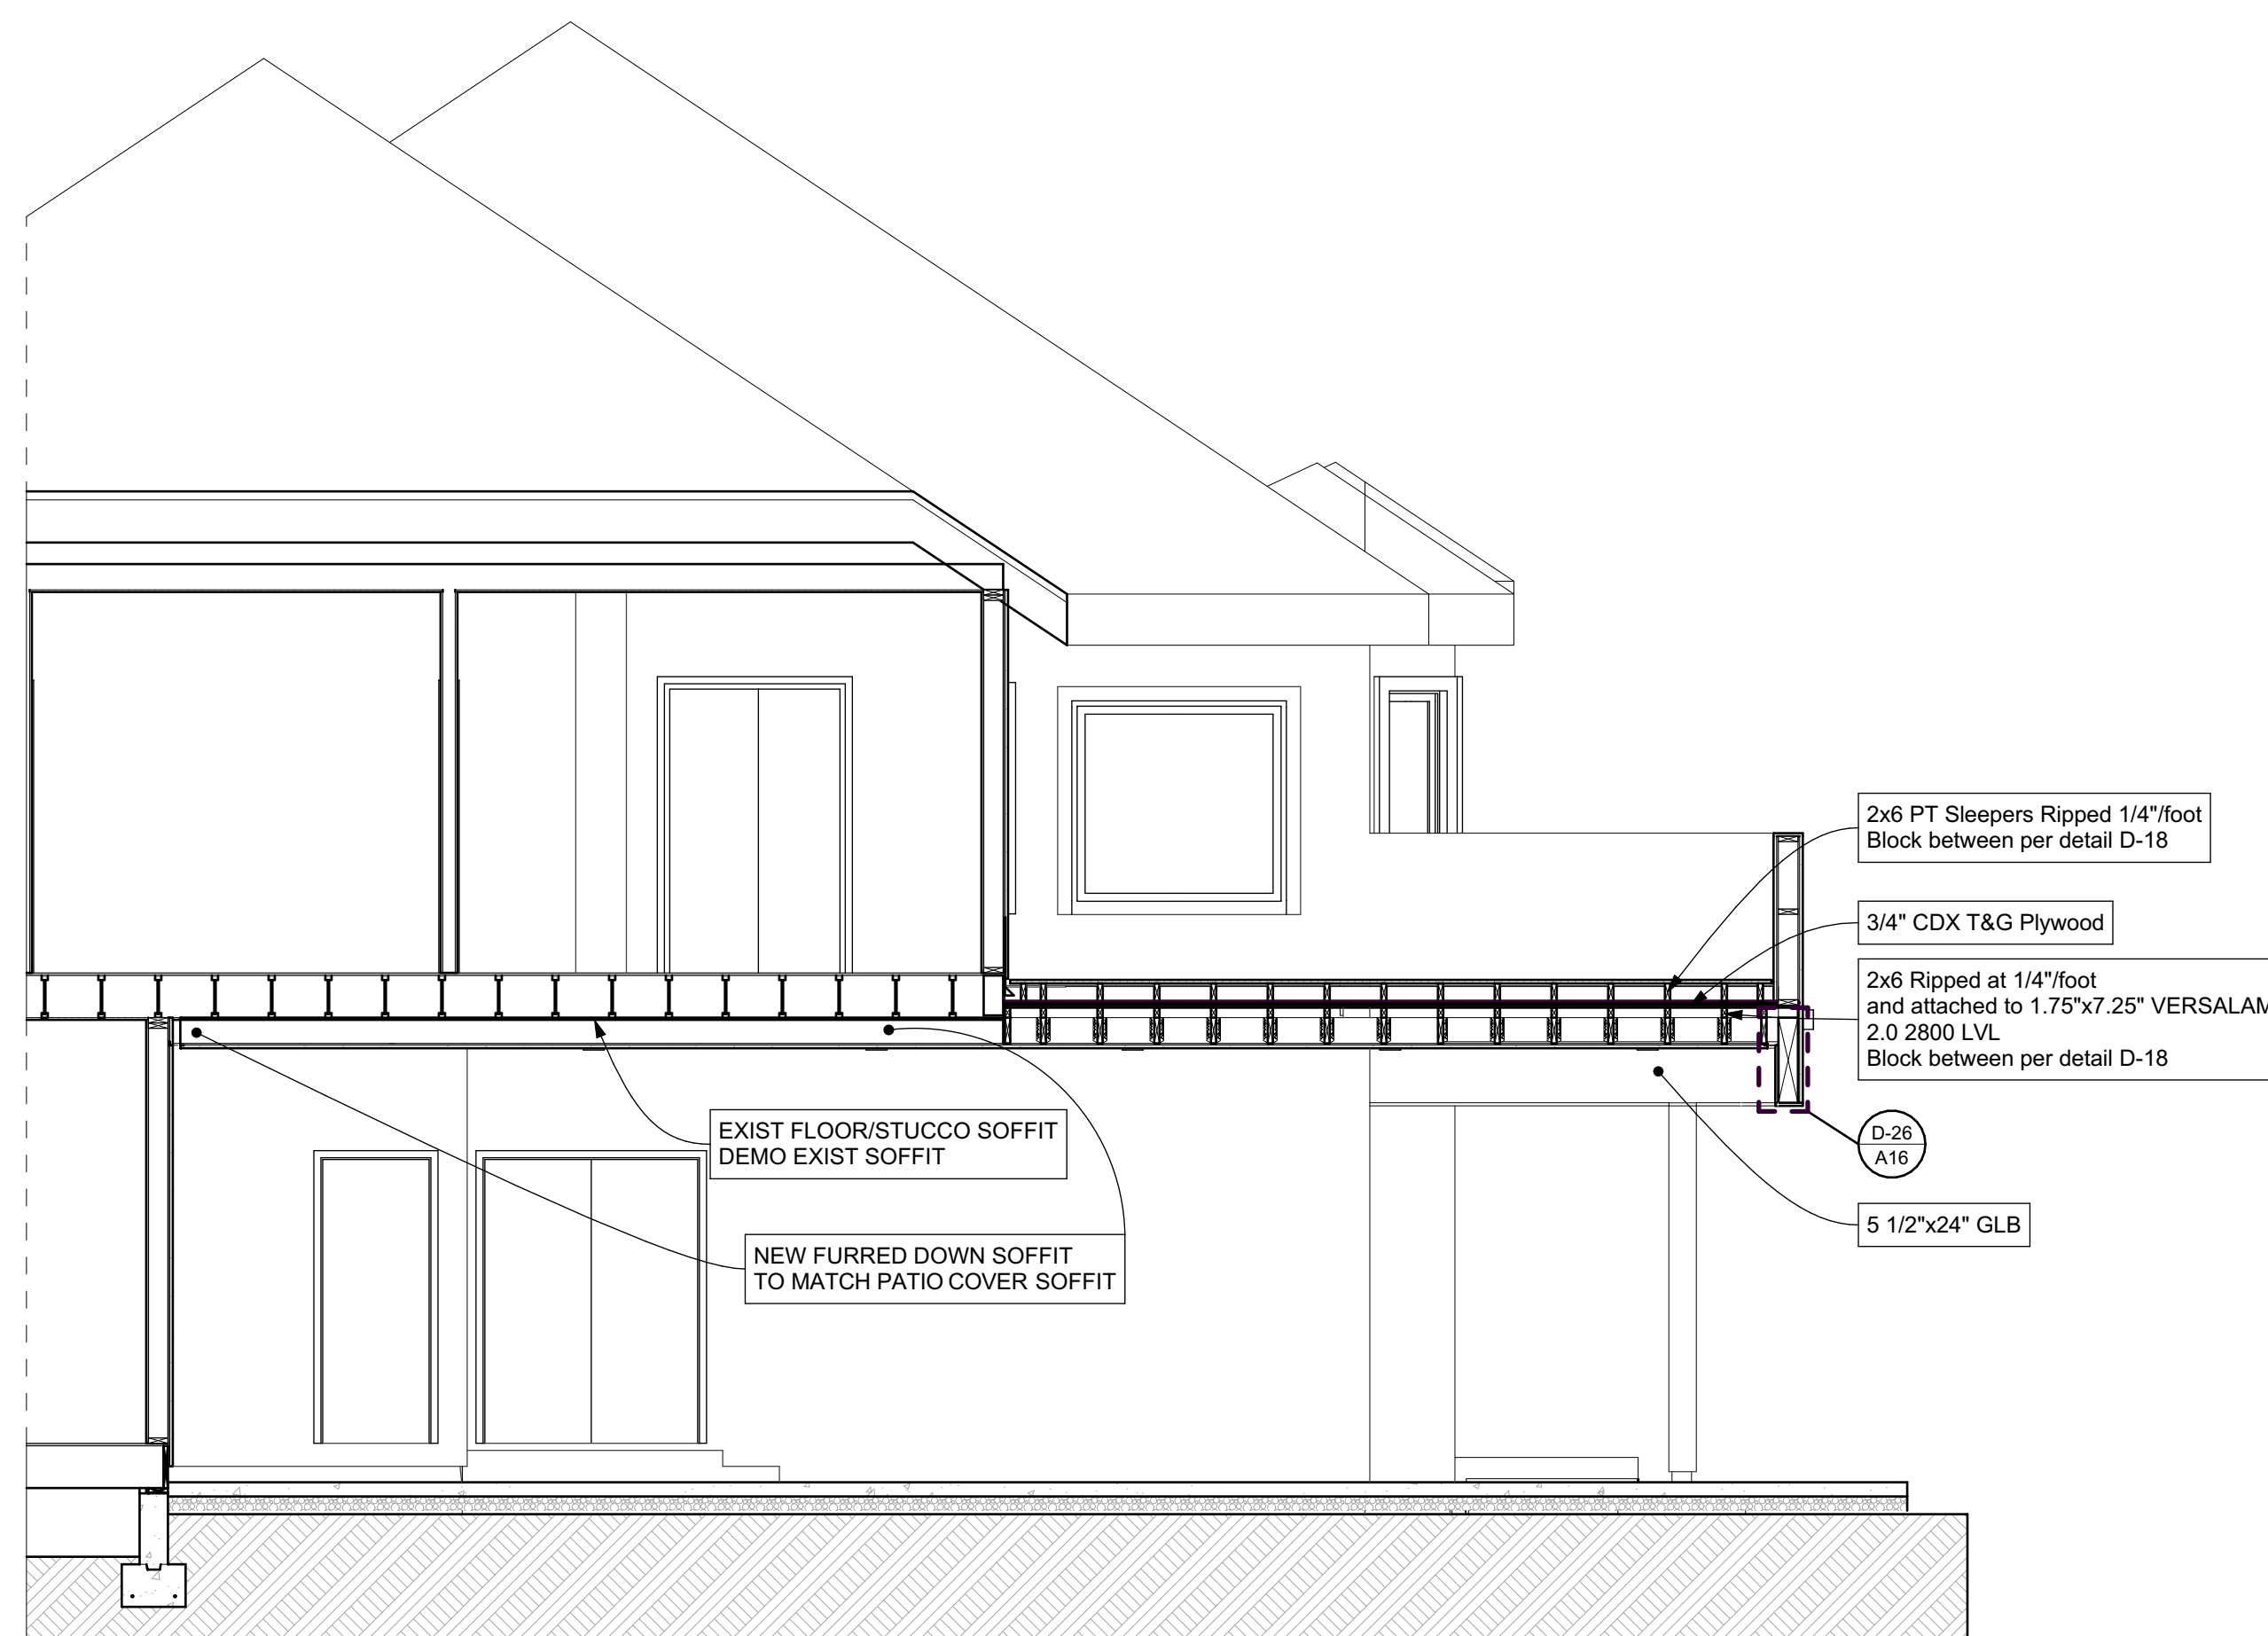 2x6 PT Sleepers Ripped 1/4"/foot
Block between per detail D-18
3/4" CDX T&G Plywood
2x6 Ripped at 1/4"/foot
and attached to 1.75"x7.25" VERSALAM
2.0 2800 LVL
Block between per detail D-18
EXIST FLOOR/STUCCO SOFFIT
DEMO EXIST SOFFIT
D-26
A16
5 1/2"x24" GLB
NEW FURRED DOWN SOFFIT
TO MATCH PATIO COVER SOFFIT